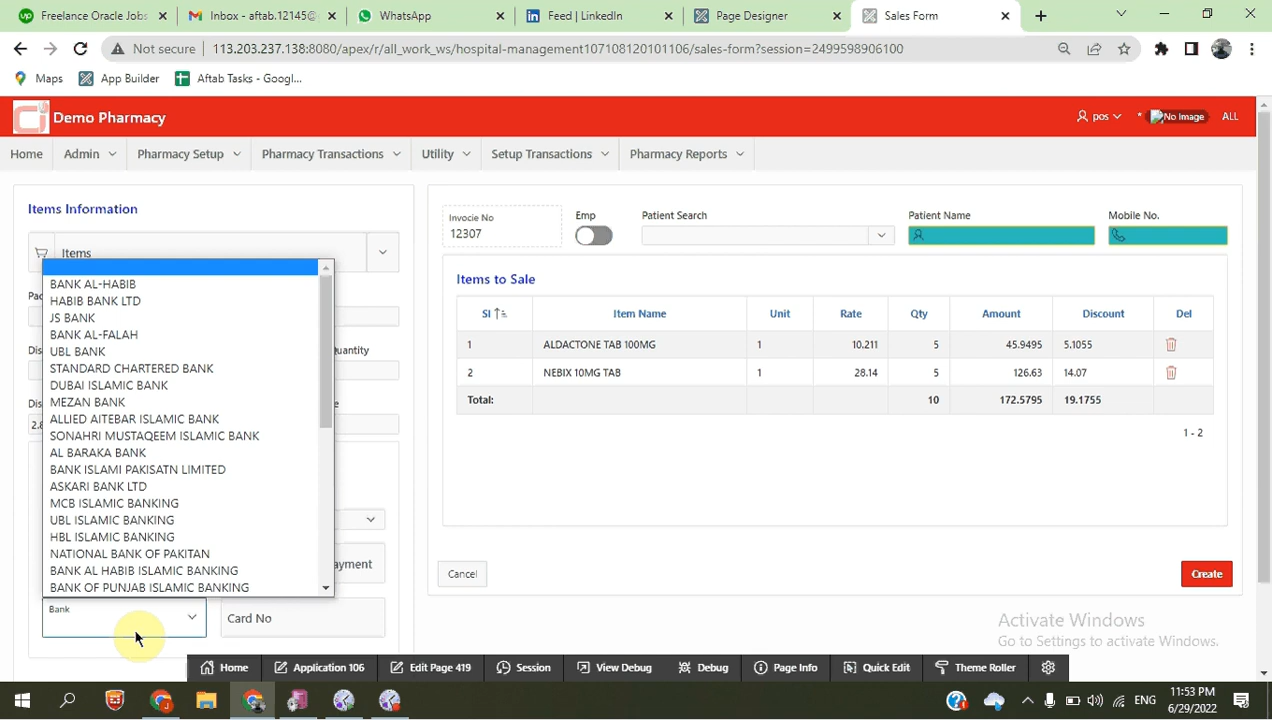 Freelance Oracle Jobs
Inbox - aftab.12145@
WhatsApp
Feed | LinkedIn
Page Designer
Sales Form
Not secure
113.203.237.138:8080/apex/r/all_work_ws/hospital-management107108120101106/sales-form?session=2499598906100
Maps
App Builder
Aftab Tasks - Googl...
Demo Pharmacy
pos
*
No Image
ALL
Home
Admin
Pharmacy Setup
Pharmacy Transactions
Utility
Setup Transactions
Pharmacy Reports
Items Information
Items
Pac
Dis
uantity
Dis
e
2.8
ayment
BANK AL-HABIB
HABIB BANK LTD
JS BANK
BANK AL-FALAH
UBL BANK
STANDARD CHARTERED BANK
DUBAI ISLAMIC BANK
MEZAN BANK
ALLIED AITEBAR ISLAMIC BANK
SONAHRI MUSTAQEEM ISLAMIC BANK
AL BARAKA BANK
BANK ISLAMI PAKISATN LIMITED
ASKARI BANK LTD
MCB ISLAMIC BANKING
UBL ISLAMIC BANKING
HBL ISLAMIC BANKING
NATIONAL BANK OF PAKITAN
BANK AL HABIB ISLAMIC BANKING
BANK OF PUNJAB ISLAMIC BANKING
Bank
Card No
Invocie No
12307
Emp
Patient Search
Patient Name
Mobile No.
Items to Sale
SI Item Name Unit Rate Qty Amount Discount Del
1 ALDACTONE TAB 100MG 1 10.211 5 45.9495 5.1055
2 NEBIX 10MG TAB 1 28.14 5 126.63 14.07
Total: 10 172.5795 19.1755
1 - 2
Cancel
Create
Activate Windows
Go to Settings to activate Windows.
Home
Application 106
Edit Page 419
Session
View Debug
Debug
Page Info
Quick Edit
Theme Roller
ENG
11:53 PM
6/29/2022